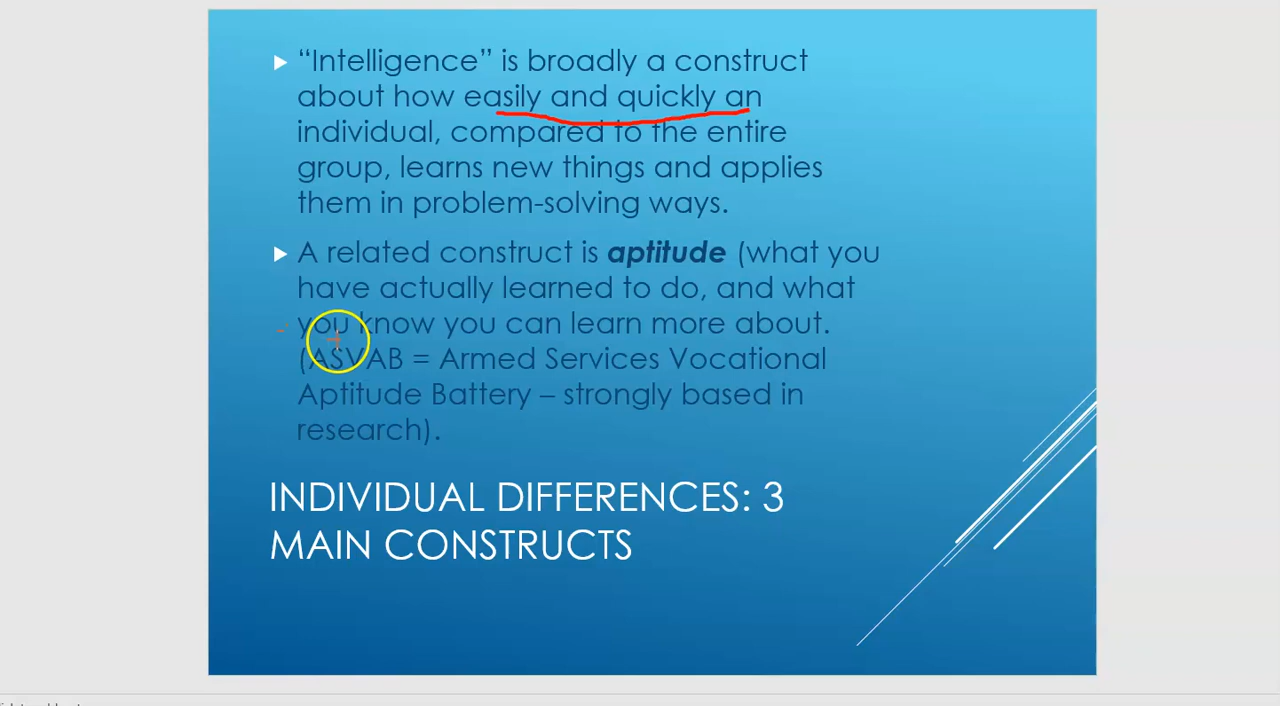 “Intelligence” is broadly a construct
about how easily and quickly an
individual, compared to the entire
group, learns new things and applies
them in problem-solving ways.
A related construct is aptitude (what you
have actually learned to do, and what
you know you can learn more about.
(ASVAB = Armed Services Vocational
Aptitude Battery – strongly based in
research).
INDIVIDUAL DIFFERENCES: 3
MAIN CONSTRUCTS